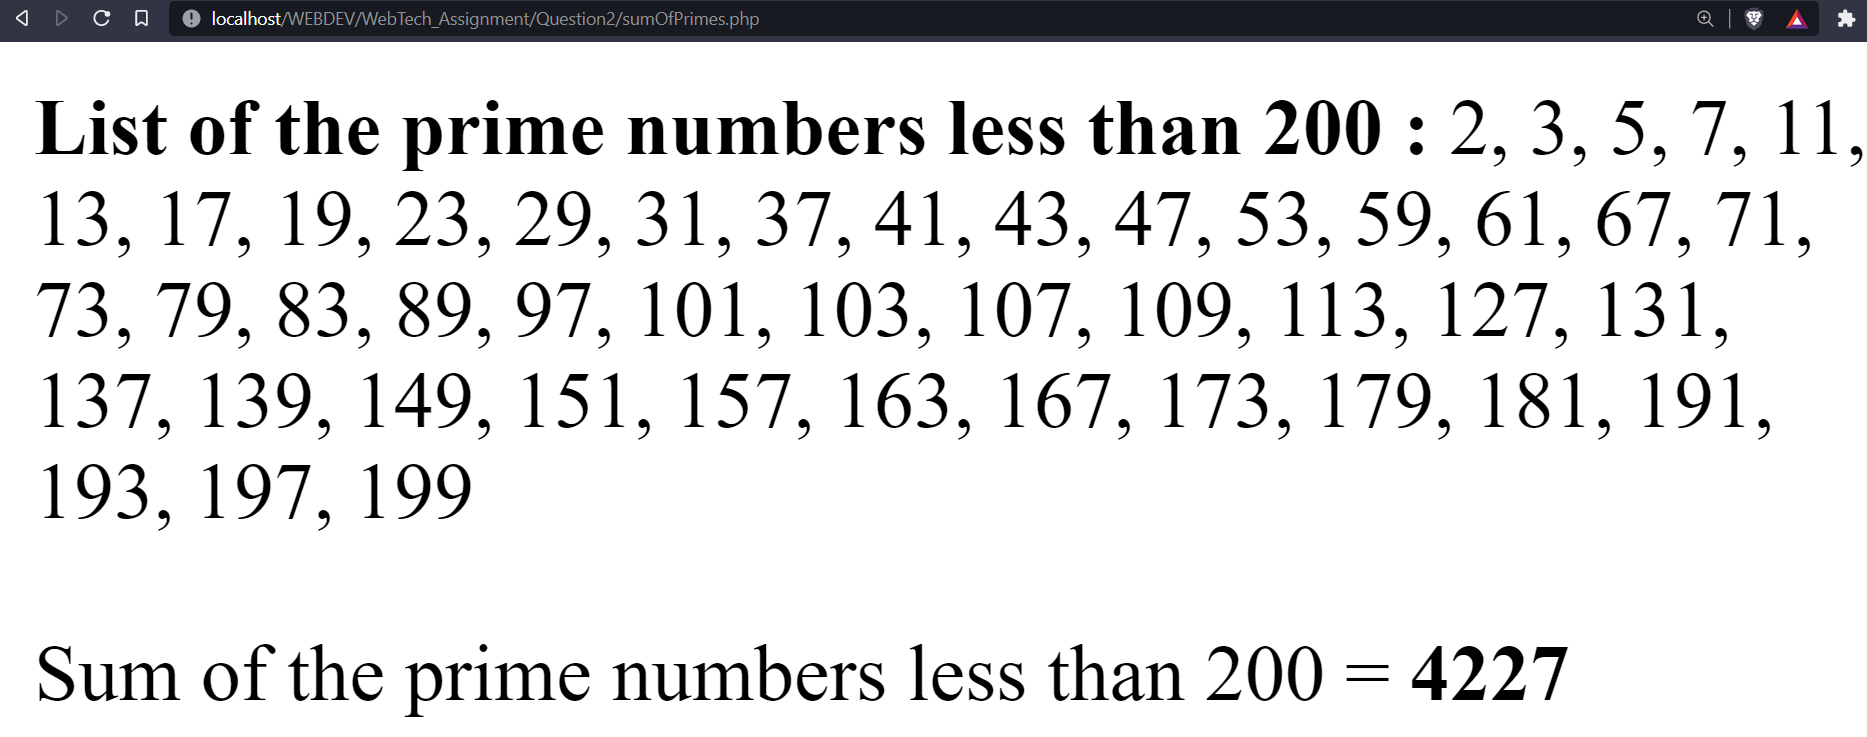 localhost/WEBDEV/WebTech_Assignment/Question2/sumOfPrimes.php
List of the prime numbers less than 200 : 2, 3, 5, 7, 11,
13, 17, 19, 23, 29, 31, 37, 41, 43, 47, 53, 59, 61, 67, 71,
73, 79, 83, 89, 97, 101, 103, 107, 109, 113, 127, 131,
137, 139, 149, 151, 157, 163, 167, 173, 179, 181, 191,
193, 197, 199
Sum of the prime numbers less than 200 = 4227